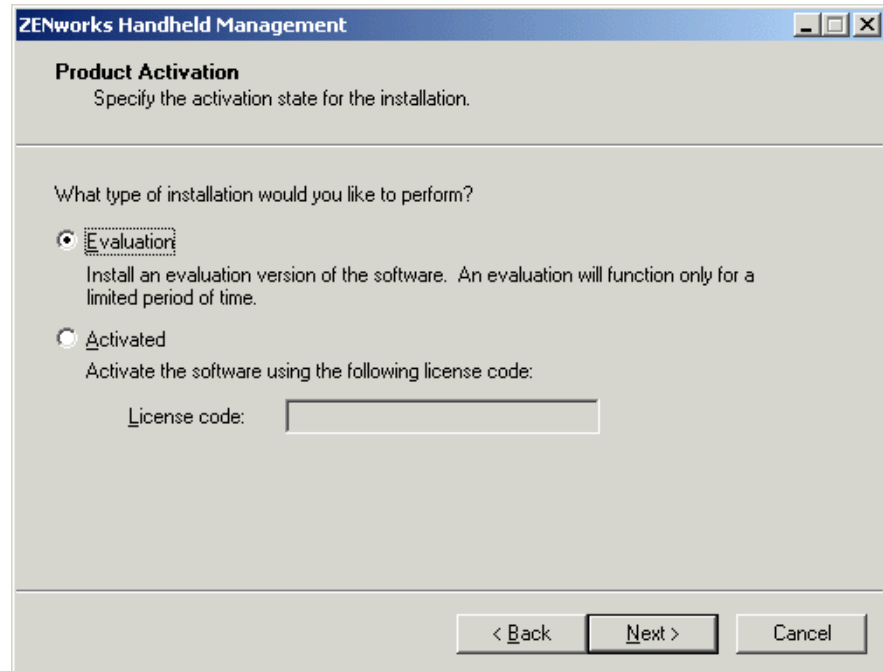 ZENworks Handheld Management
Product Activation
Specify the activation state for the installation.
What type of installation would you like to perform?
Evaluation
Install an evaluation version of the software.  An evaluation will function only for a
limited period of time.
Activated
Activate the software using the following license code:
License code:
< Back
Next >
Cancel